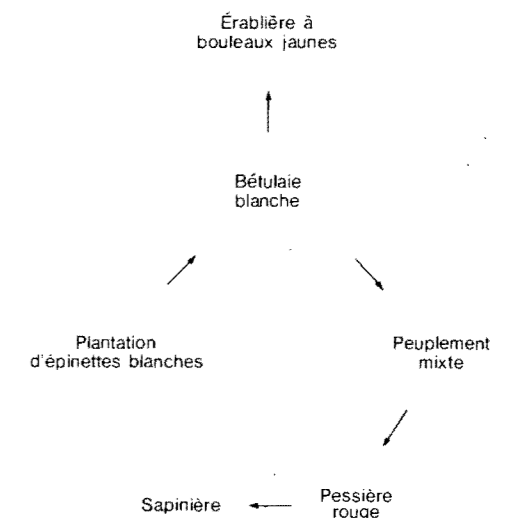 Érablière à
bouleaux jaunes
Bétulaie
blanche
Plantation
d'épinettes blanches
Peuplement
mixte
Sapinière
Pessière
rouge